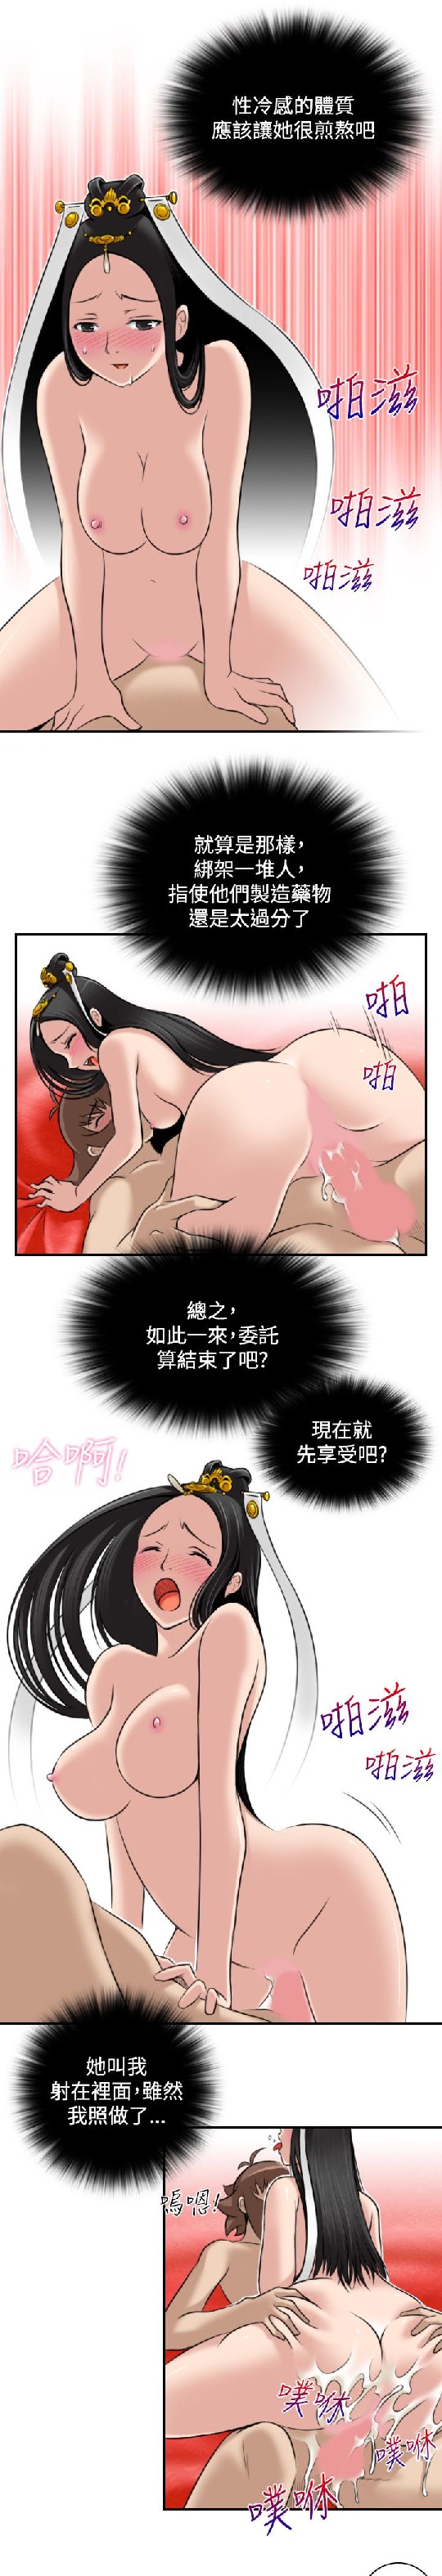 性冷感的體質
應該讓她很煎熬吧
啪滋
啪滋
啪滋
就算是那樣，
綁架一堆人，
指使他們製造藥物
還是太過分了
啪
啪
總之，
如此一來，委託
算結束了吧?
現在就
先享受吧?
哈啊!
啪滋
啪滋
她叫我
射在裡面，雖然
我照做了...
嗚嗯!
噗咻
噗咻
噗咻